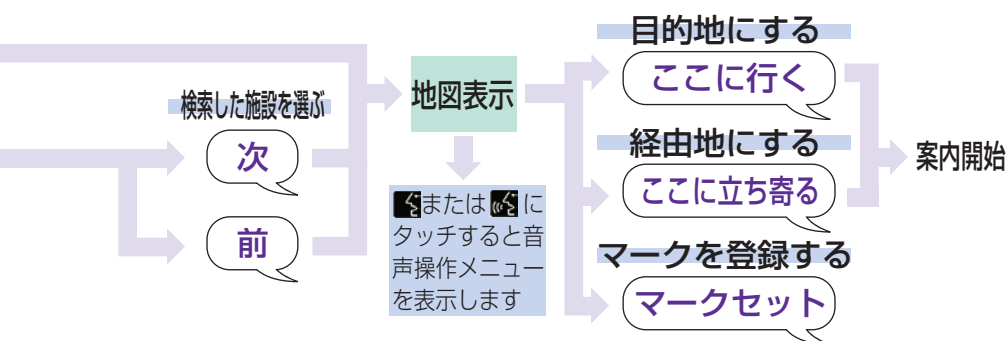 検索した施設を選ぶ
次
前
地図表示
または に
タッチすると音
声操作メニュー
を表示します
目的地にする
ここに行く
経由地にする
ここに立ち寄る
マークを登録する
マークセット
案内開始